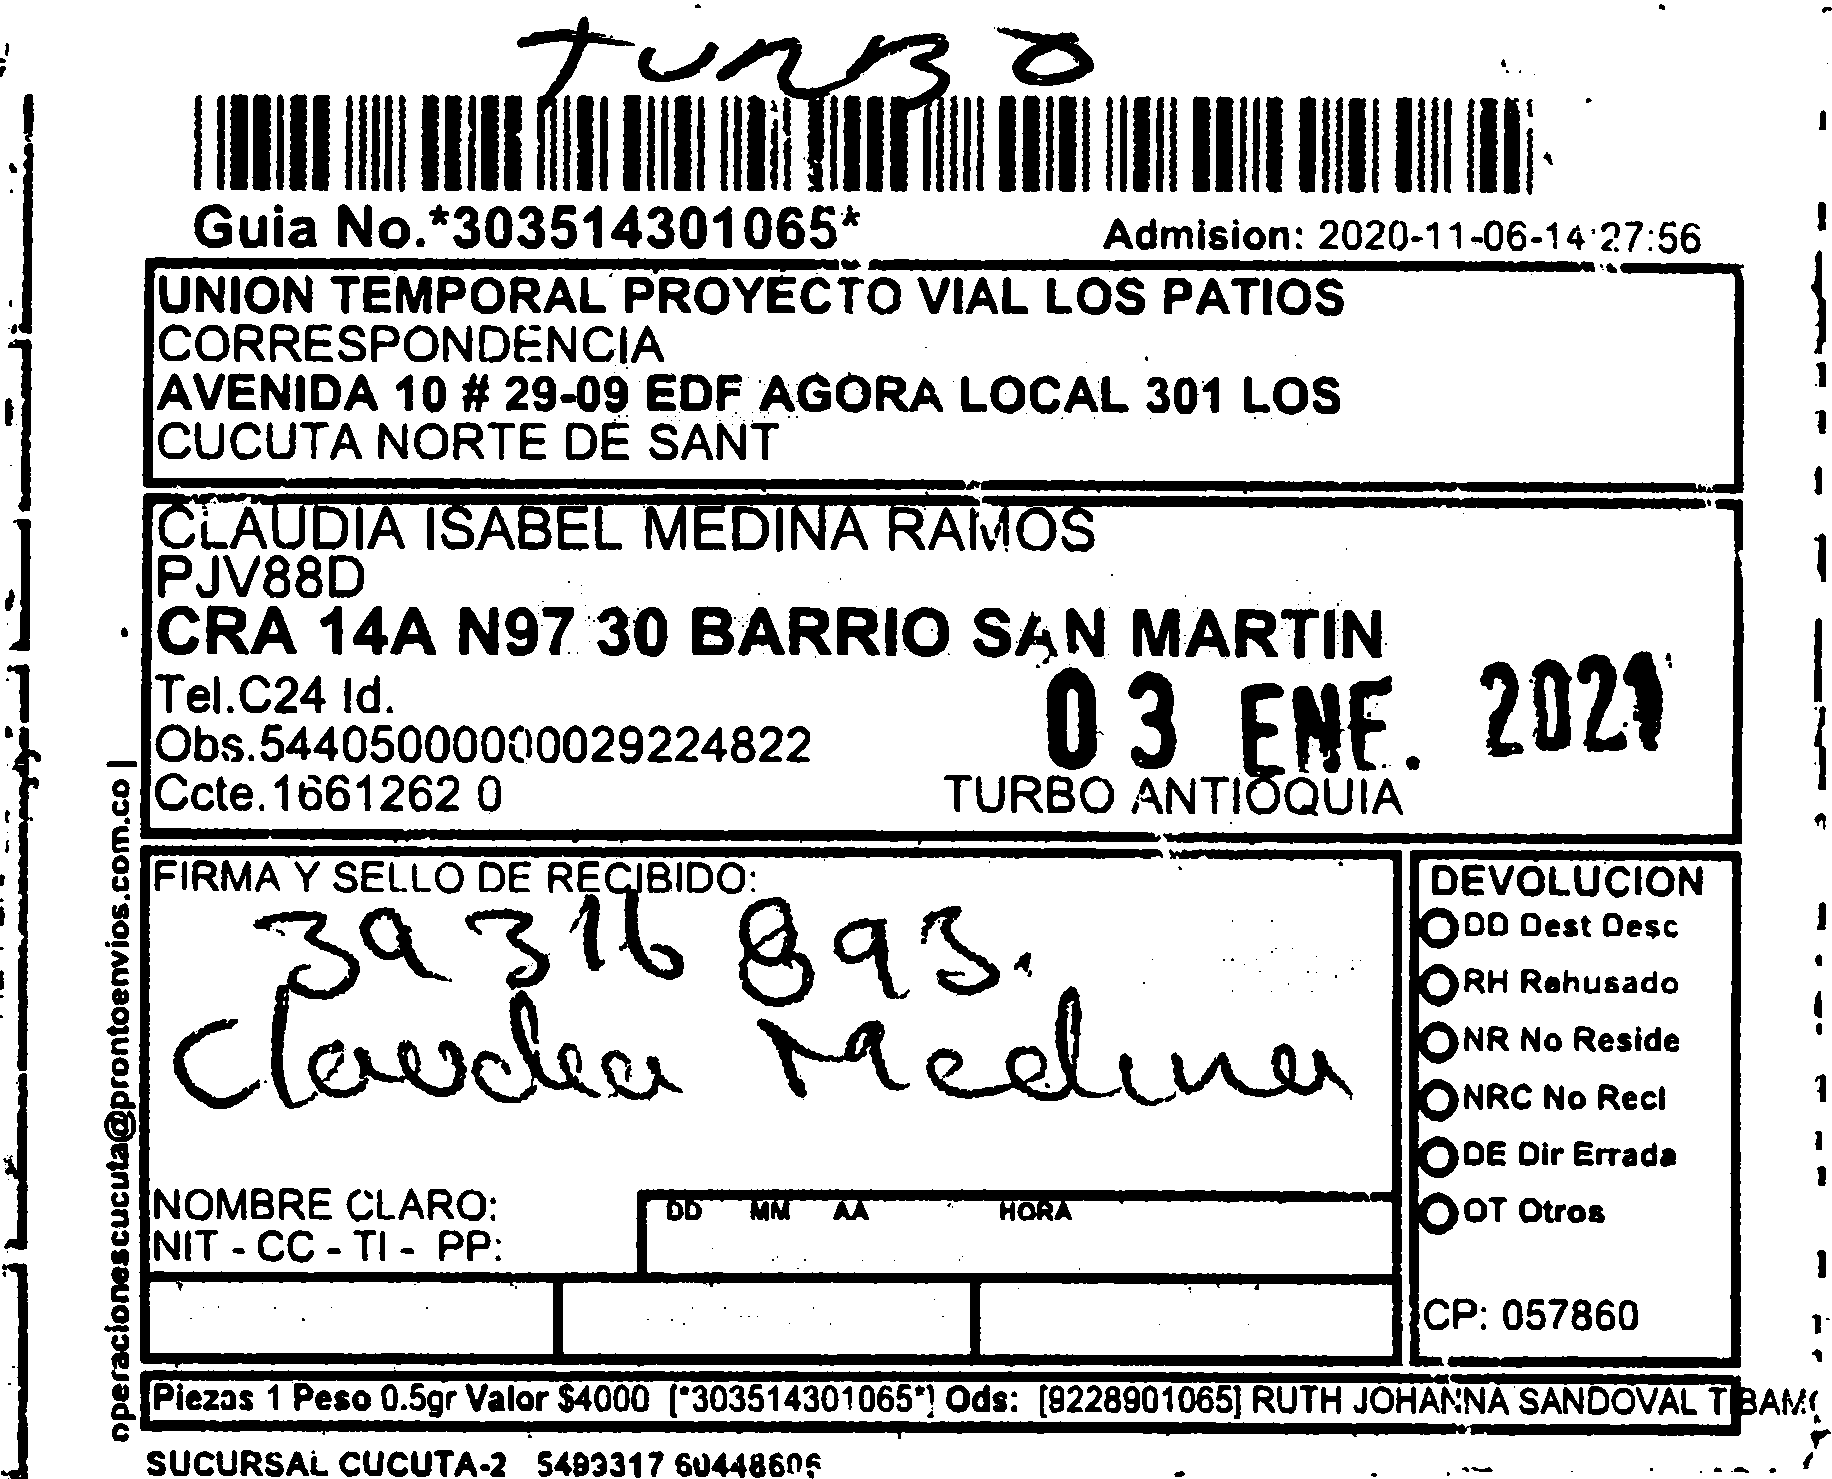 TURBO
Guia No.*303514301065*
Admision: 2020-11-06-14:27:56
UNION TEMPORAL PROYECTO VIAL LOS PATIOS
CORRESPONDENCIA
AVENIDA 10 # 29-09 EDF AGORA LOCAL 301 LOS
CUCUTA NORTE DE SANT
CLAUDIA ISABEL MEDINA RAMOS
PJV88D
CRA 14A N97 30 BARRIO SAN MARTIN
03 ENE. 2021
Tel.C24 Id.
Obs.544050000000029224822
Ccte.1661262 0
TURBO ANTIOQUIA
operacionescucuta@prontoenvios.com.co |
FIRMA Y SELLO DE RECIBIDO:
39 316 893.
Claudia Medina
NOMBRE CLARO:
NIT - CC - TI - PP:
DD MM AA HORA
DEVOLUCION
DD Dest Desc
RH Rehusado
NR No Reside
NRC No Recl
DE Dir Errada
OT Otros
CP: 057860
Piezas 1 Peso 0.5gr Valor $4000 [*303514301065*] Ods: [9228901065] RUTH JOHANNA SANDOVAL TIBAMO
SUCURSAL CUCUTA-2 5493317